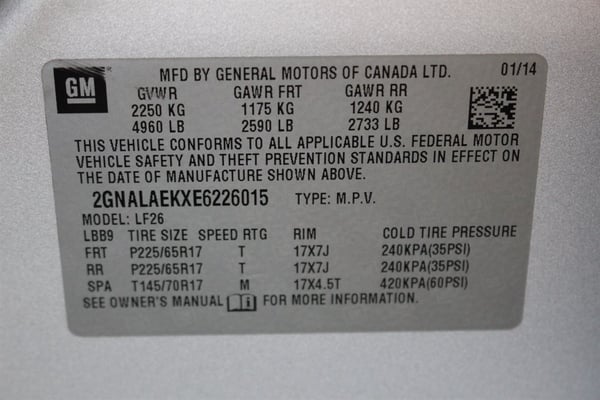 GM
MFD BY GENERAL MOTORS OF CANADA LTD. 01/14
GVWR GAWR FRT GAWR RR
2250 KG 1175 KG 1240 KG
4960 LB 2590 LB 2733 LB
THIS VEHICLE CONFORMS TO ALL APPLICABLE U.S. FEDERAL MOTOR
VEHICLE SAFETY AND THEFT PREVENTION STANDARDS IN EFFECT ON
THE DATE OF MANUFACTURE SHOWN ABOVE.
2GNALAEKXE6226015 TYPE: M.P.V.
MODEL: LF26
LBB9 TIRE SIZE SPEED RTG RIM COLD TIRE PRESSURE
FRT P225/65R17 T 17X7J 240KPA(35PSI)
RR P225/65R17 T 17X7J 240KPA(35PSI)
SPA T145/70R17 M 17X4.5T 420KPA(60PSI)
SEE OWNER'S MANUAL FOR MORE INFORMATION.